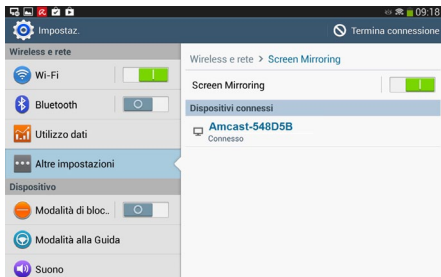 09:18
Impostaz.
Termina connessione
Wireless e rete
Wi-Fi
Bluetooth
Utilizzo dati
Altre impostazioni
Dispositivo
Modalità di bloc..
Modalità alla Guida
Suono
Wireless e rete > Screen Mirroring
Screen Mirroring
Dispositivi connessi
Amcast-548D5B
Connesso